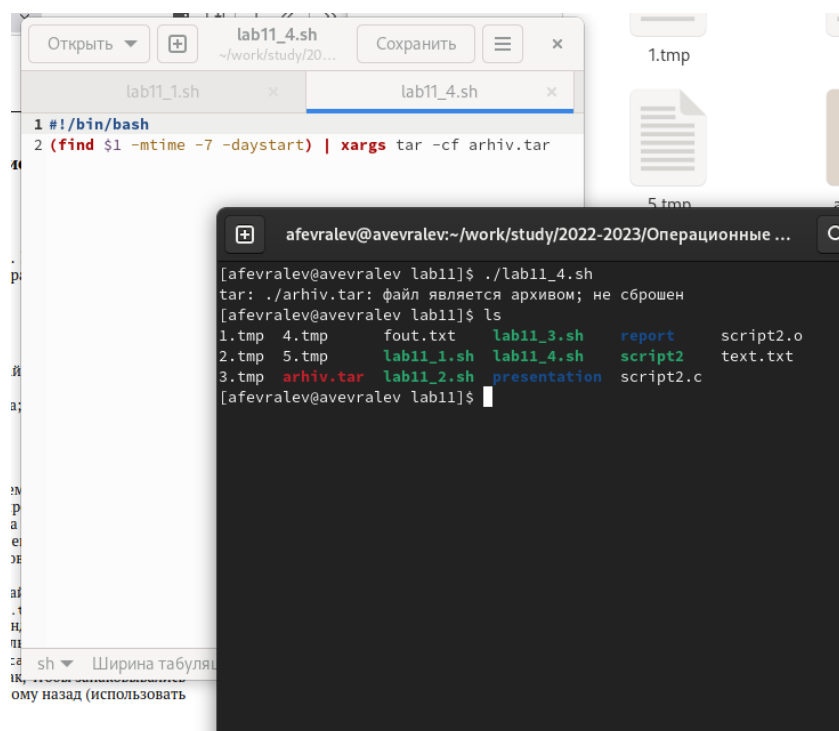 Открыть
lab11_4.sh
~/work/study/20...
Сохранить
lab11_1.sh
lab11_4.sh
1 #!/bin/bash
2 (find $1 -mtime -7 -daystart) | xargs tar -cf arhiv.tar
1.tmp
5.tmp
afevralev@avevralev:~/work/study/2022-2023/Операционные ...
[afevralev@avevralev lab11]$ ./lab11_4.sh
tar: ./arhiv.tar: файл является архивом; не сброшен
[afevralev@avevralev lab11]$ ls
1.tmp 4.tmp fout.txt lab11_3.sh report script2.o
2.tmp 5.tmp lab11_1.sh lab11_4.sh script2 text.txt
3.tmp arhiv.tar lab11_2.sh presentation script2.c
[afevralev@avevralev lab11]$
sh Ширина табуляц
ому назад (использовать